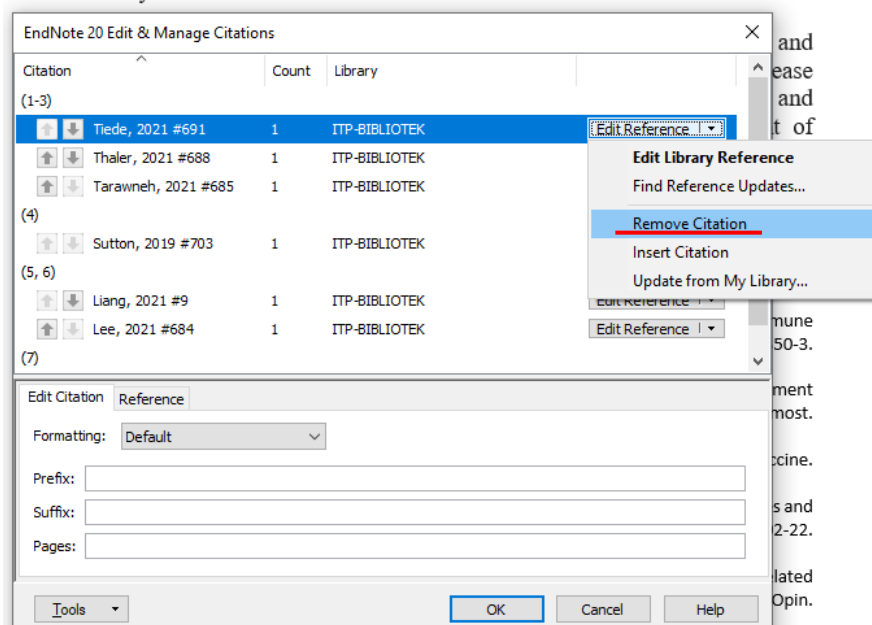 EndNote 20 Edit & Manage Citations
and
Citation Count Library
ease
(1-3)
and
Tiede, 2021 #691 1 ITP-BIBLIOTEK Edit Reference
t of
Thaler, 2021 #688 1 ITP-BIBLIOTEK
Edit Library Reference
Tarawneh, 2021 #685 1 ITP-BIBLIOTEK
Find Reference Updates...
(4)
Remove Citation
Sutton, 2019 #703 1 ITP-BIBLIOTEK
Insert Citation
(5, 6)
Update from My Library...
Liang, 2021 #9 1 ITP-BIBLIOTEK Edit Reference
mune
Lee, 2021 #684 1 ITP-BIBLIOTEK Edit Reference
50-3.
(7)
Edit Citation Reference
ment
most.
Formatting: Default
ccine.
Prefix:
Suffix:
s and
2-22.
Pages:
lated
Opin.
Tools OK Cancel Help